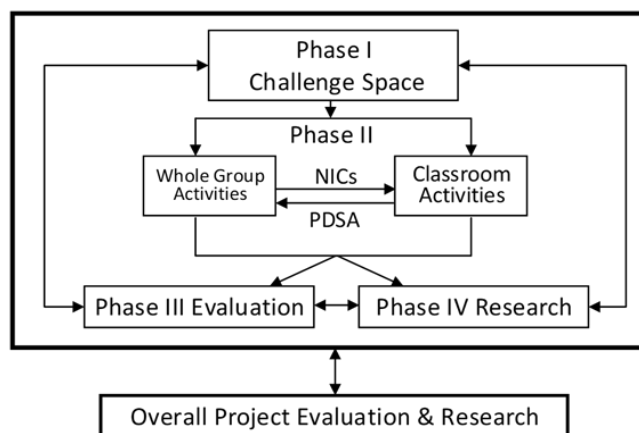 Phase I
Challenge Space
Phase II
Whole Group
Activities
NICs
PDSA
Classroom
Activities
Phase III Evaluation
Phase IV Research
Overall Project Evaluation & Research